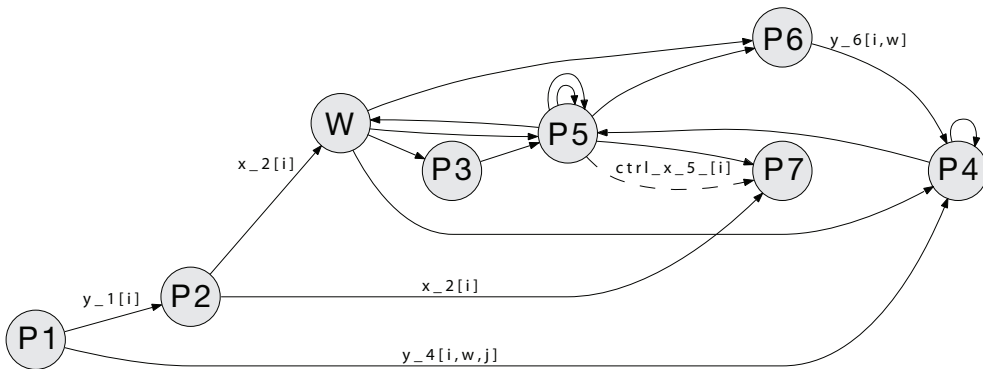 P6
y_6[i,w]
W
P5
x_2[i]
P3
ctrl_x_5_[i]
P7
P4
y_1[i]
P2
x_2[i]
P1
y_4[i,w,j]